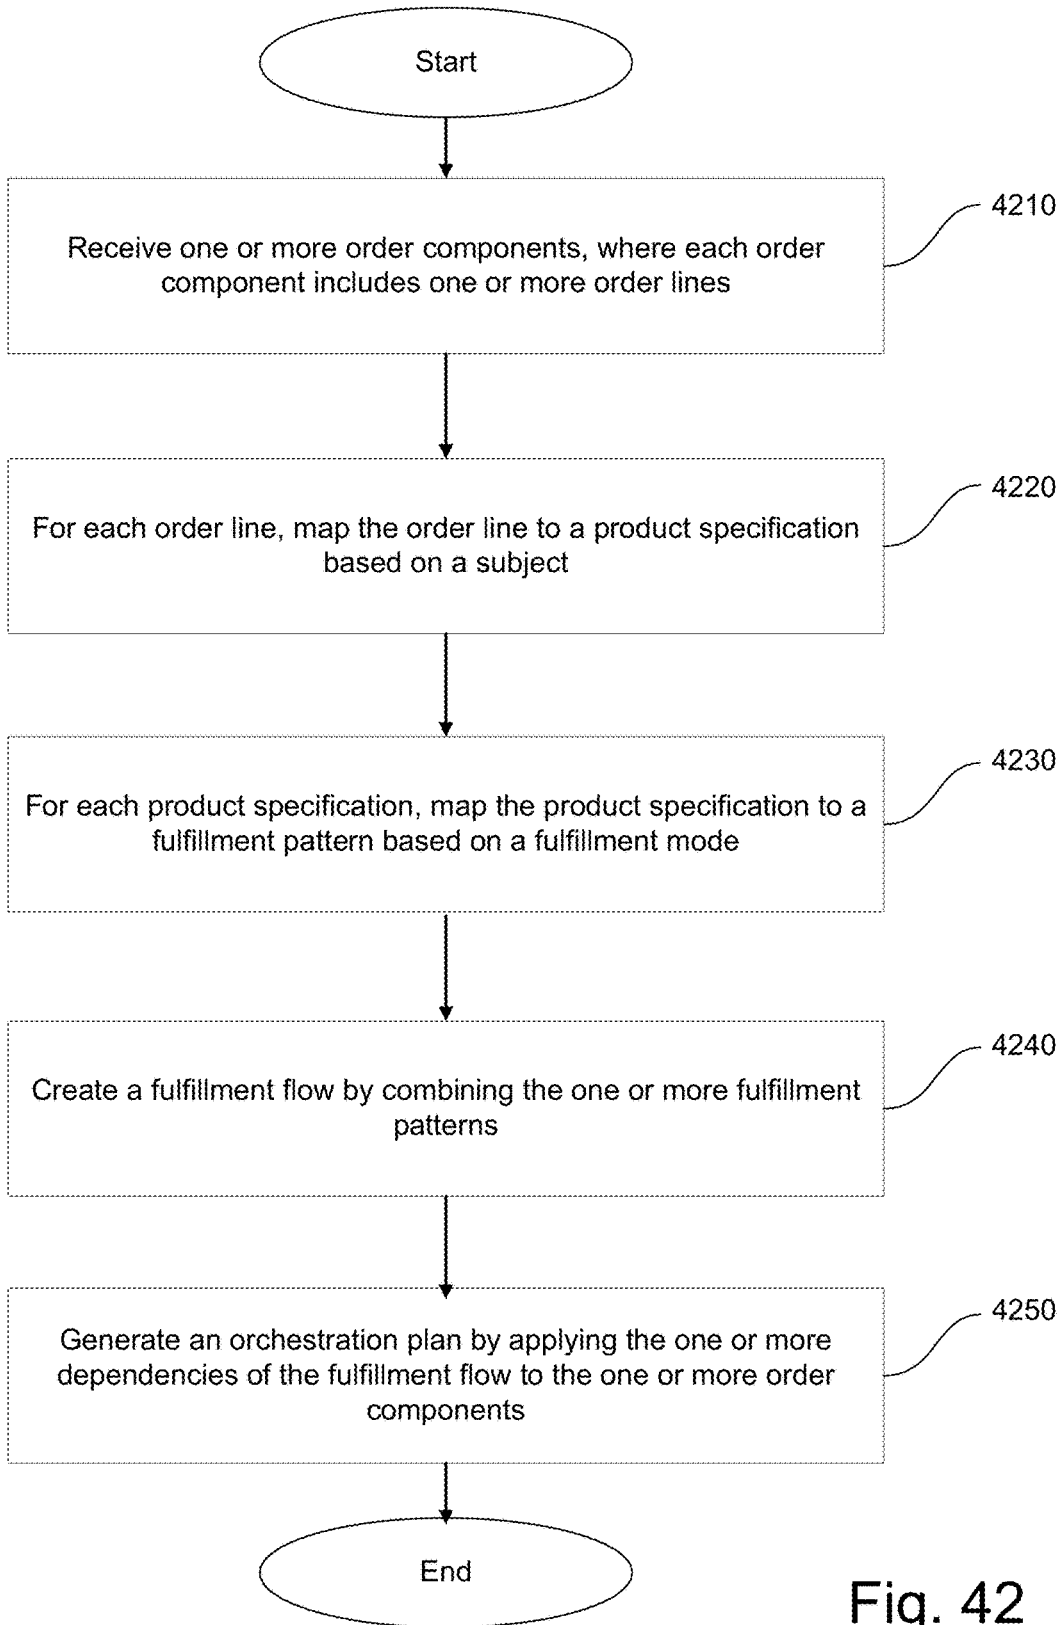 Start
4210
Receive one or more order components, where each order
component includes one or more order lines
4220
For each order line, map the order line to a product specification
based on a subject
4230
For each product specification, map the product specification to a
fulfillment pattern based on a fulfillment mode
4240
Create a fulfillment flow by combining the one or more fulfillment
patterns
4250
Generate an orchestration plan by applying the one or more
dependencies of the fulfillment flow to the one or more order
components
End
Fig. 42